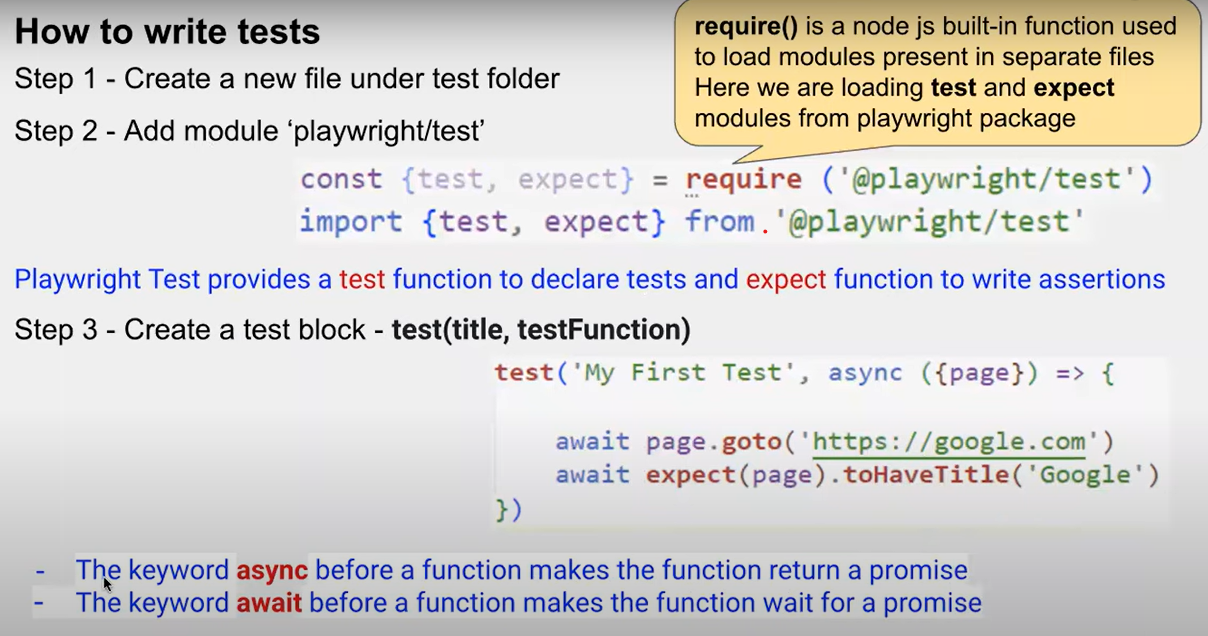 How to write tests
require() is a node js built-in function used
to load modules present in separate files
Here we are loading test and expect
modules from playwright package
Step 1 - Create a new file under test folder
Step 2 - Add module ‘playwright/test’
const {test, expect} = require ('@playwright/test')
import {test, expect} from '@playwright/test'
Playwright Test provides a test function to declare tests and expect function to write assertions
Step 3 - Create a test block - test(title, testFunction)
test('My First Test', async ({page}) => {
await page.goto('https://google.com')
await expect(page).toHaveTitle('Google')
})
- The keyword async before a function makes the function return a promise
- The keyword await before a function makes the function wait for a promise